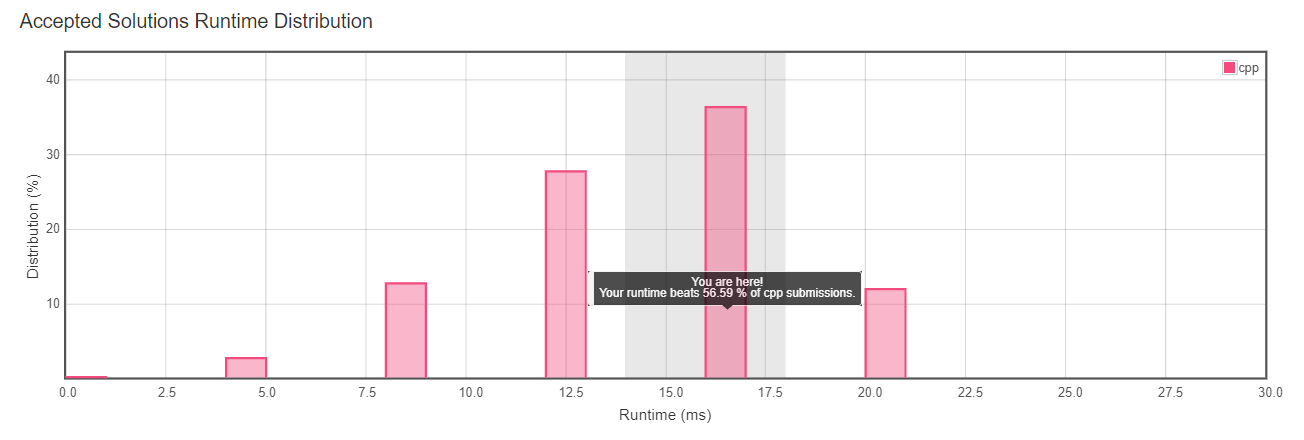 Accepted Solutions Runtime Distribution
cpp
40
30
20
10
Distribution (%)
You are here!
Your runtime beats 56.59 % of cpp submissions.
0.0 2.5 5.0 7.5 10.0 12.5 15.0 17.5 20.0 22.5 25.0 27.5 30.0
Runtime (ms)